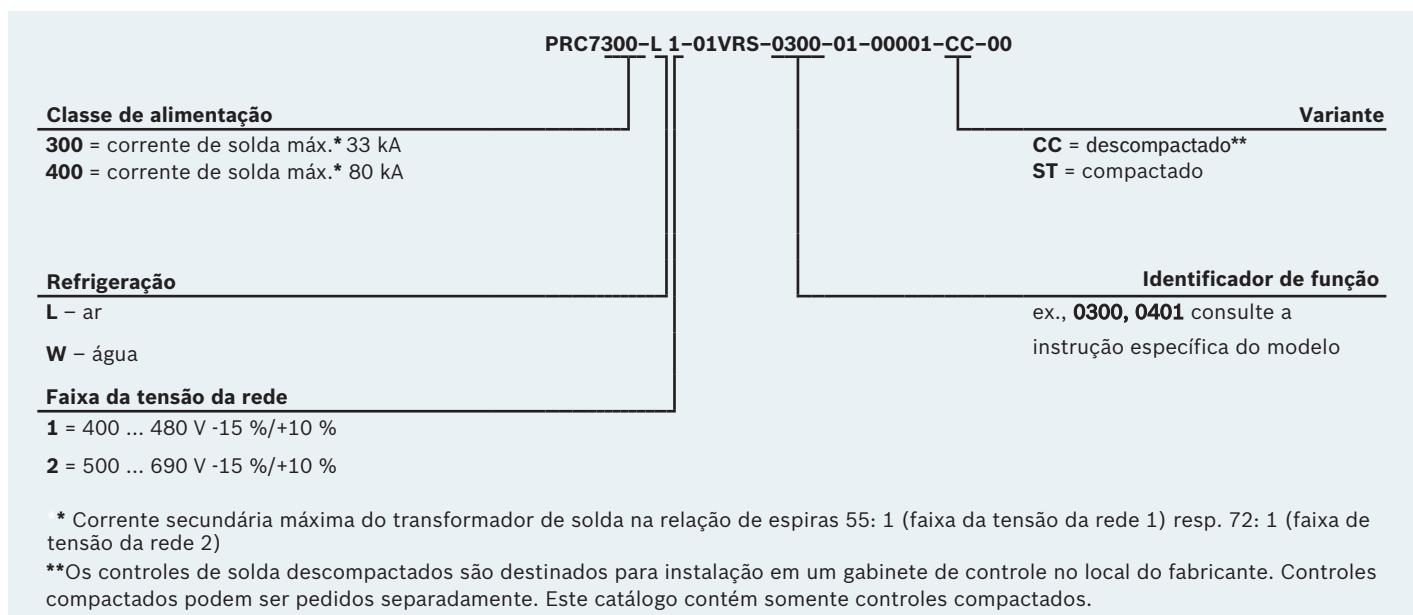 PRC7300–L 1–01VRS–0300–01–00001–CC–00
Classe de alimentação
300 = corrente de solda máx.* 33 kA
400 = corrente de solda máx.* 80 kA
Variante
CC = descompactado**
ST = compactado
Refrigeração
L – ar
W – água
Identificador de função
ex., 0300, 0401 consulte a
instrução específica do modelo
Faixa da tensão da rede
1 = 400 ... 480 V -15 %/+10 %
2 = 500 ... 690 V -15 %/+10 %
** Corrente secundária máxima do transformador de solda na relação de espiras 55: 1 (faixa da tensão da rede 1) resp. 72: 1 (faixa de
tensão da rede 2)
**Os controles de solda descompactados são destinados para instalação em um gabinete de controle no local do fabricante. Controles
compactados podem ser pedidos separadamente. Este catálogo contém somente controles compactados.